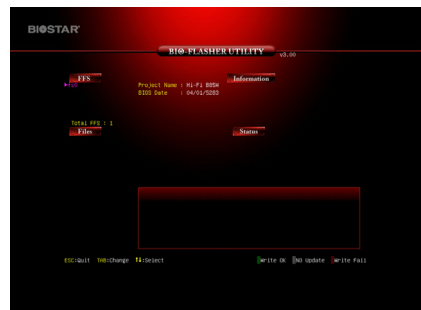 BIOSTAR
BIO-FLASHER UTILITY v3.00
FFS Information
Project Name : Hi-Fi B85W
BIOS Date : 04/01/5203
Total FFS : 1
Files Status
ESC:Quit TAB:Change ↑↓:Select Write OK NO Update Write Fail